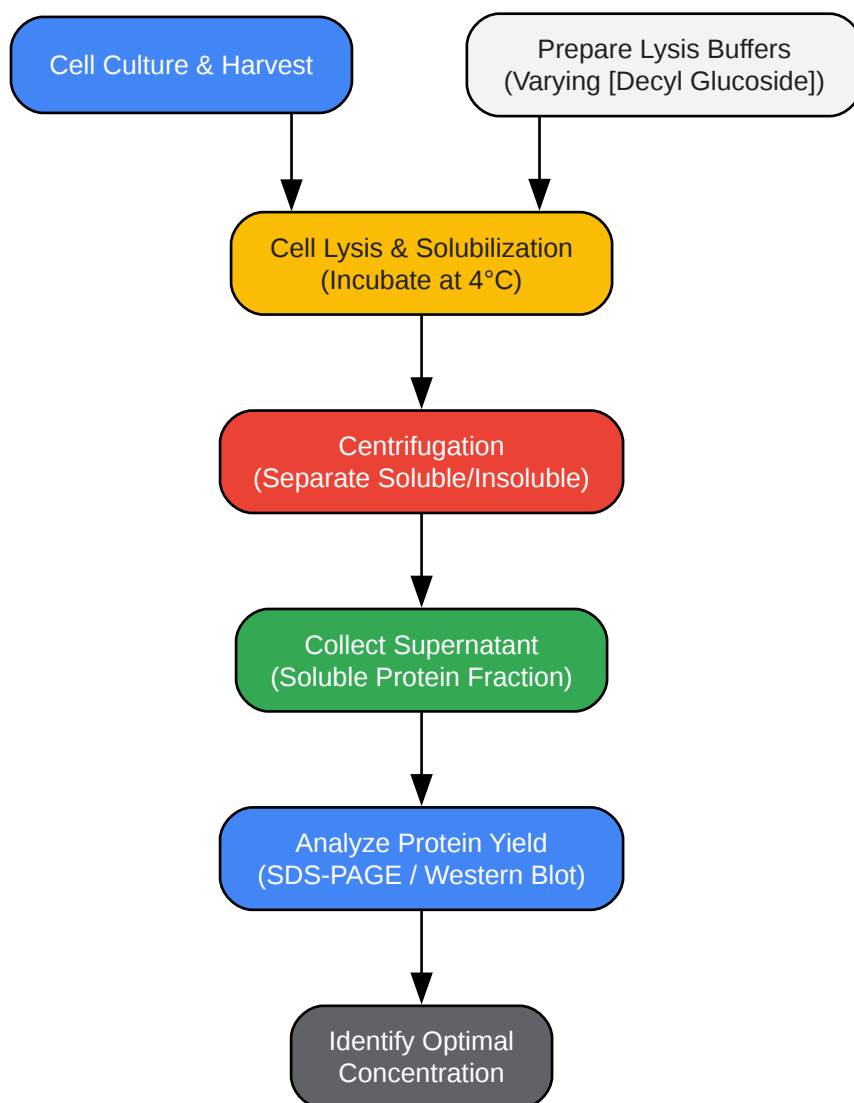 Cell Culture & Harvest
Prepare Lysis Buffers
(Varying [Decyl Glucoside])
Cell Lysis & Solubilization
(Incubate at 4°C)
Centrifugation
(Separate Soluble/Insoluble)
Collect Supernatant
(Soluble Protein Fraction)
Analyze Protein Yield
(SDS-PAGE / Western Blot)
Identify Optimal
Concentration